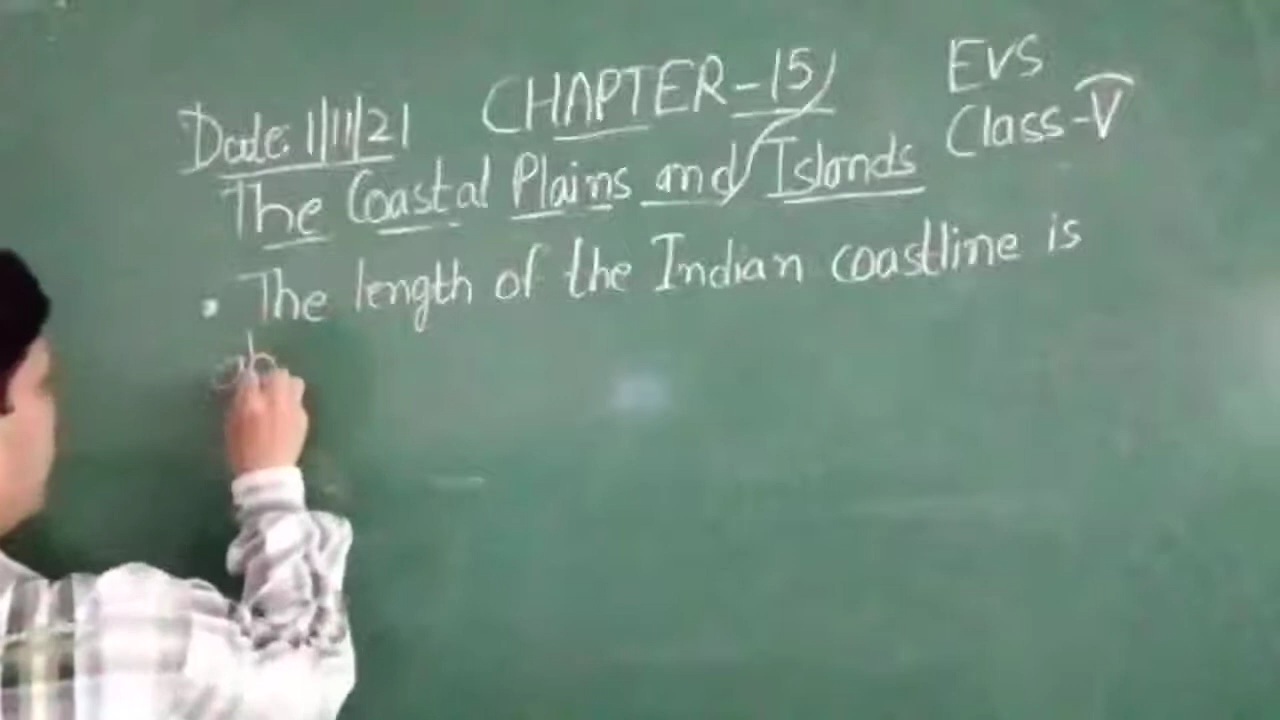 Date: 1/11/21 CHAPTER-15 EVS
Class-V
The Coastal Plains and Islands
• The length of the Indian coastline is
ab